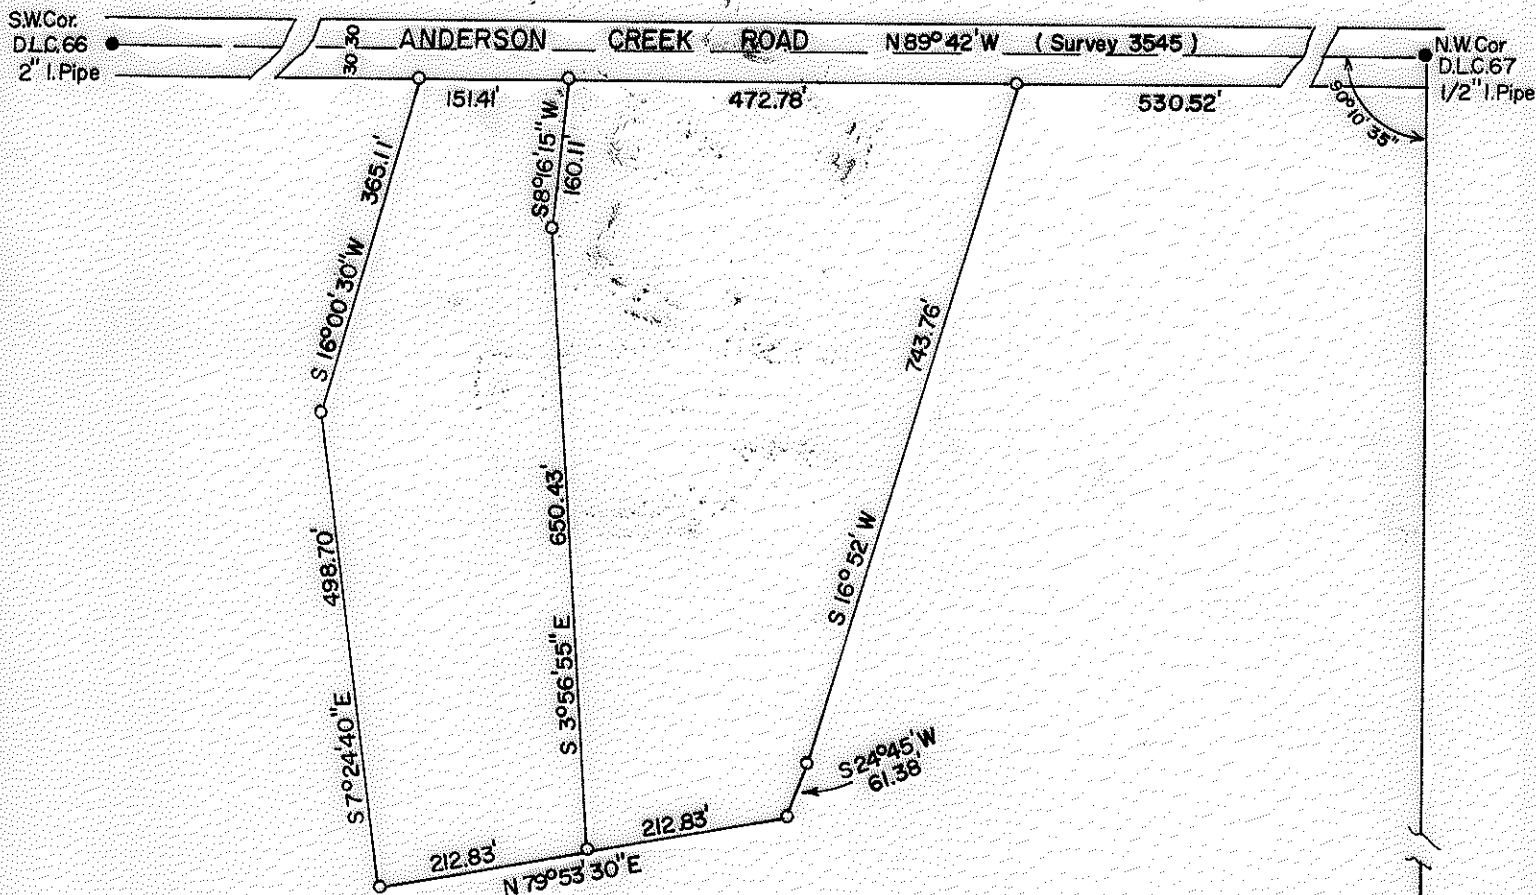 S.W.Cor.
D.L.C.66
2" I.Pipe
30 30
ANDERSON CREEK ROAD N 89° 42' W ( Survey 3545 )
N.W.Cor
D.L.C.67
1/2" I.Pipe
151.41'
472.78'
530.52'
90° 10' 35"
365.11'
S 16° 00' 30" W
S 8° 16' 15" W
160.11'
743.76'
S 16° 52' W
650.43'
S 3° 56' 55" E
498.70'
S 7° 24' 40" E
S 24° 45' W
61.38'
212.83'
212.83'
N 79° 53' 30" E